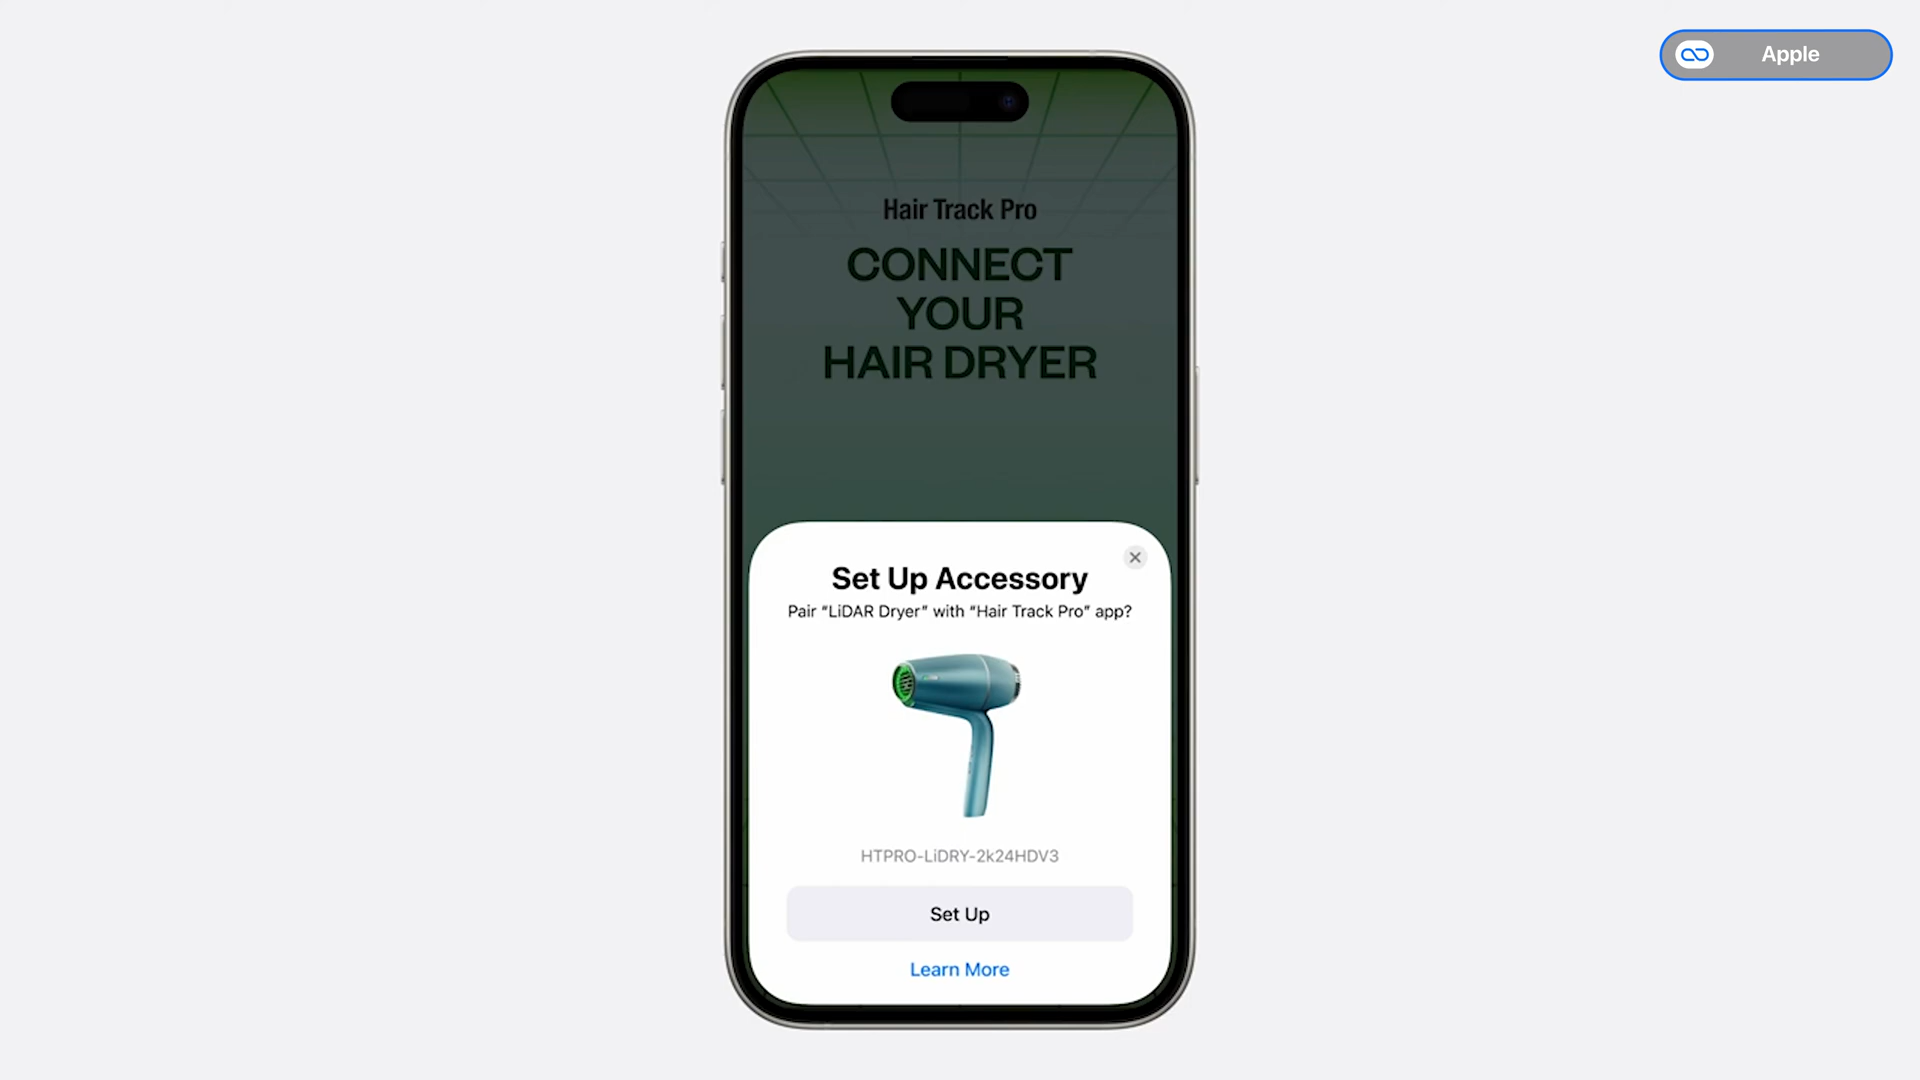 Apple
Hair Track Pro
CONNECT
YOUR
HAIR DRYER
Set Up Accessory
Pair “LiDAR Dryer” with “Hair Track Pro” app?
HTPRO-LiDRY-2k24HDV3
Set Up
Learn More